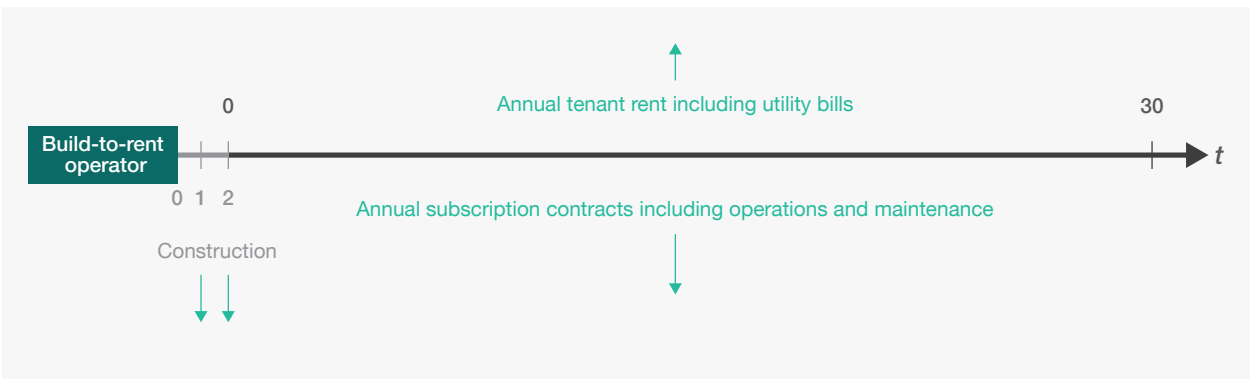 Annual tenant rent including utility bills
0
30
Build-to-rent
operator
t
0 1 2
Annual subscription contracts including operations and maintenance
Construction